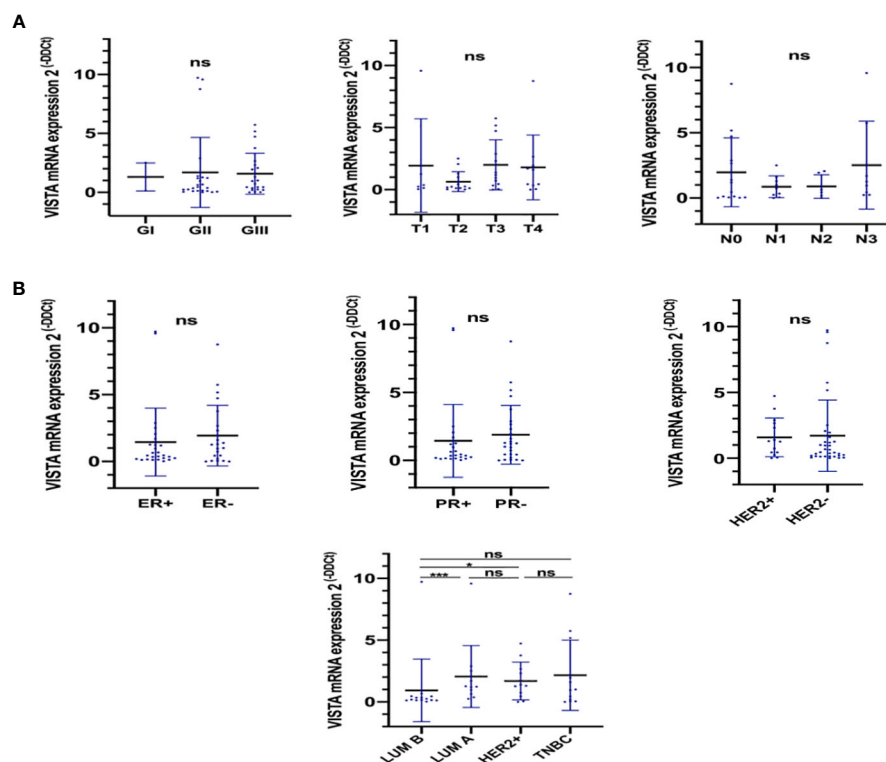 A
VISTA mRNA expression 2(-DDCt)
10
5
0
ns
GI GII GIII
VISTA mRNA expression 2(-DDCt)
10
5
0
ns
T1 T2 T3 T4
VISTA mRNA expression 2(-DDCt)
10
5
0
ns
N0 N1 N2 N3
B
VISTA mRNA expression 2(-DDCt)
10
5
0
ns
ER+ ER-
VISTA mRNA expression 2(-DDCt)
10
5
0
ns
PR+ PR-
VISTA mRNA expression 2(-DDCt)
10
5
0
ns
HER2+ HER2-
VISTA mRNA expression 2(-DDCt)
10
5
0
ns
*
*** ns ns
LUM B LUM A HER2+ TNBC